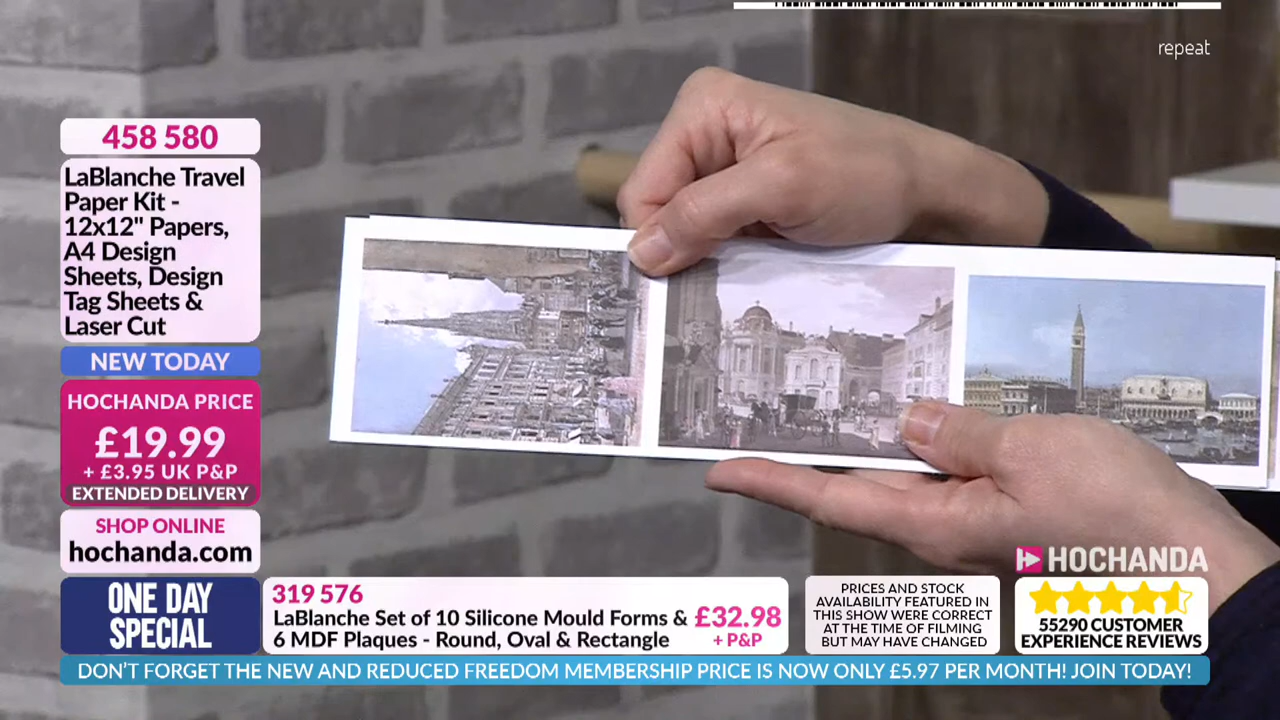 repeat
458 580
LaBlanche Travel
Paper Kit -
12x12" Papers,
A4 Design
Sheets, Design
Tag Sheets &
Laser Cut
NEW TODAY
HOCHANDA PRICE
£19.99
+ £3.95 UK P&P
EXTENDED DELIVERY
SHOP ONLINE
hochanda.com
HOCHANDA
ONE DAY
SPECIAL
319 576
LaBlanche Set of 10 Silicone Mould Forms &
6 MDF Plaques - Round, Oval & Rectangle
£32.98
+ P&P
PRICES AND STOCK
AVAILABILITY FEATURED IN
THIS SHOW WERE CORRECT
AT THE TIME OF FILMING
BUT MAY HAVE CHANGED
55290 CUSTOMER
EXPERIENCE REVIEWS
DON'T FORGET THE NEW AND REDUCED FREEDOM MEMBERSHIP PRICE IS NOW ONLY £5.97 PER MONTH! JOIN TODAY!